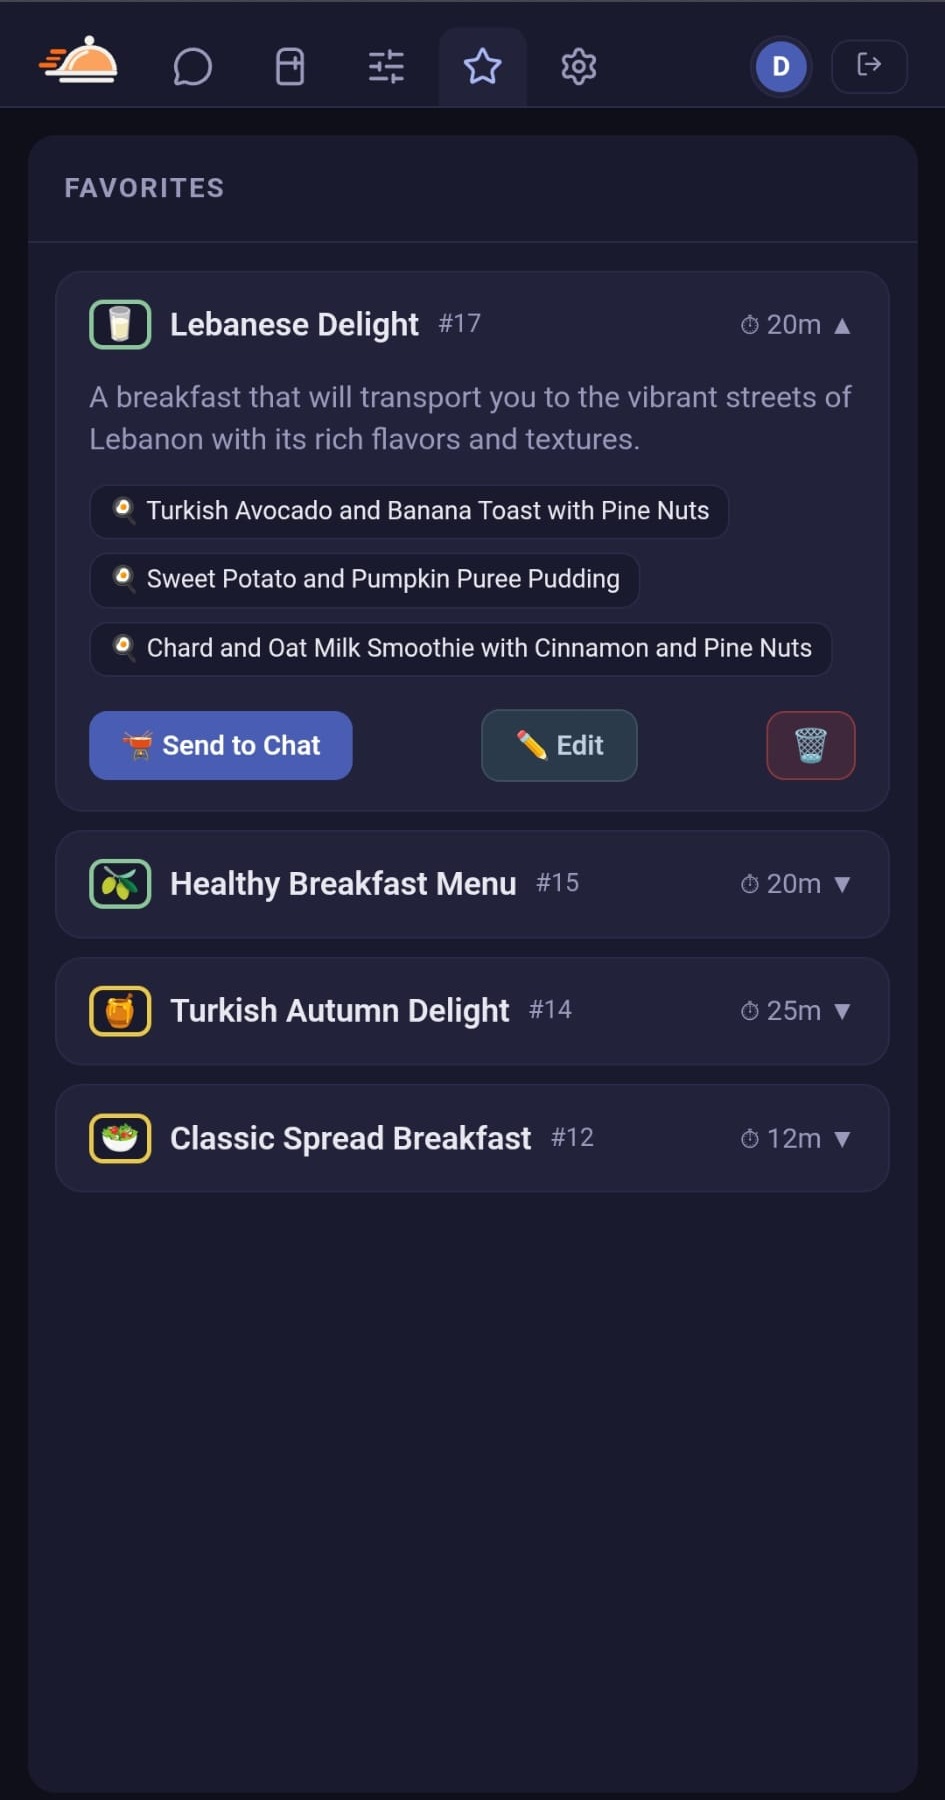 D
FAVORITES
Lebanese Delight #17 20m
A breakfast that will transport you to the vibrant streets of
Lebanon with its rich flavors and textures.
Turkish Avocado and Banana Toast with Pine Nuts
Sweet Potato and Pumpkin Puree Pudding
Chard and Oat Milk Smoothie with Cinnamon and Pine Nuts
Send to Chat Edit
Healthy Breakfast Menu #15 20m
Turkish Autumn Delight #14 25m
Classic Spread Breakfast #12 12m